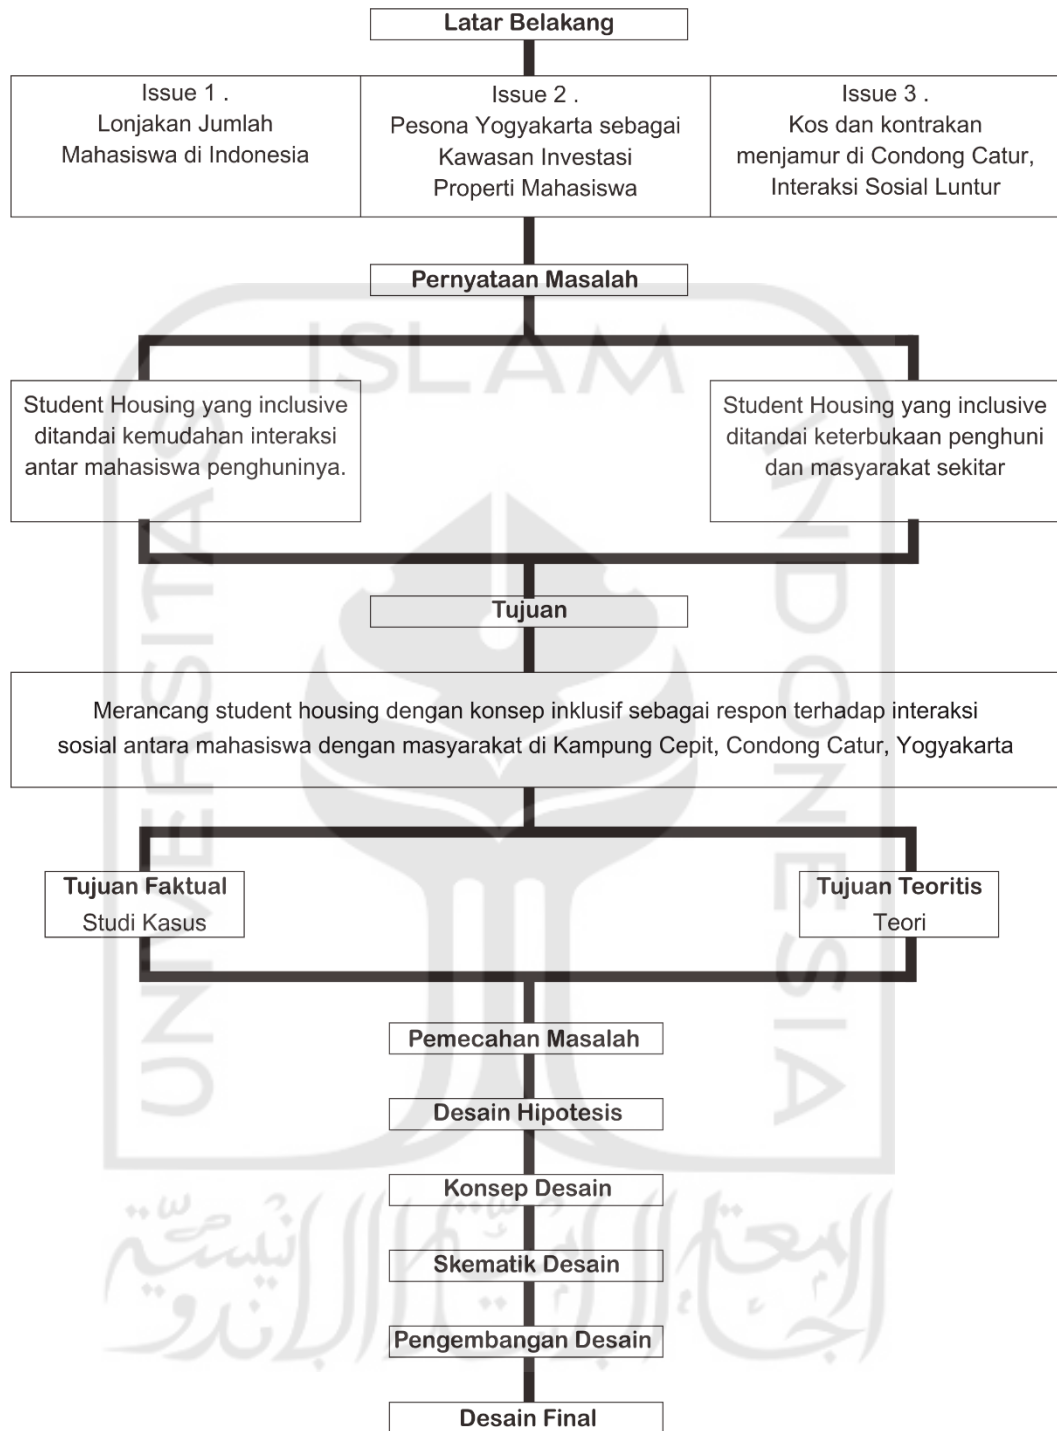 Latar Belakang
Issue 1 .
Lonjakan Jumlah
Mahasiswa di Indonesia
Issue 2 .
Pesona Yogyakarta sebagai
Kawasan Investasi
Properti Mahasiswa
Issue 3 .
Kos dan kontrakan
menjamur di Condong Catur,
Interaksi Sosial Luntur
Pernyataan Masalah
Student Housing yang inclusive
ditandai kemudahan interaksi
antar mahasiswa penghuninya.
Student Housing yang inclusive
ditandai keterbukaan penghuni
dan masyarakat sekitar
Tujuan
Merancang student housing dengan konsep inklusif sebagai respon terhadap interaksi
sosial antara mahasiswa dengan masyarakat di Kampung Cepit, Condong Catur, Yogyakarta
Tujuan Faktual
Studi Kasus
Tujuan Teoritis
Teori
Pemecahan Masalah
Desain Hipotesis
Konsep Desain
Skematik Desain
Pengembangan Desain
Desain Final
UNIVERSITAS
ISLAM
INDONESIA